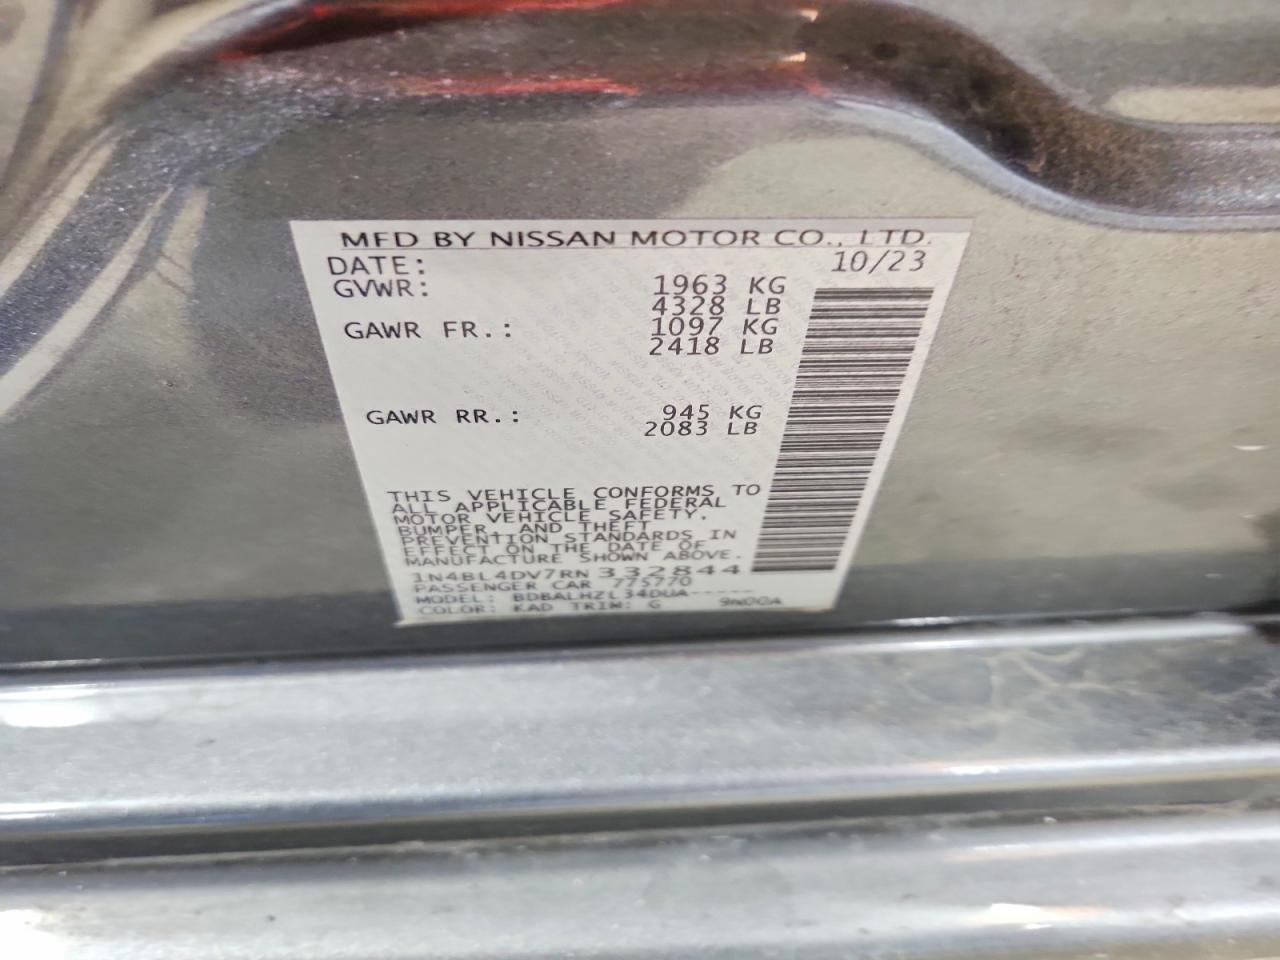 MFD BY NISSAN MOTOR CO., LTD.
DATE: 10/23
GVWR: 1963 KG
4328 LB
GAWR FR.: 1097 KG
2418 LB
GAWR RR.: 945 KG
2083 LB
THIS VEHICLE CONFORMS TO
ALL APPLICABLE FEDERAL
MOTOR VEHICLE SAFETY,
BUMPER, AND THEFT
PREVENTION STANDARDS IN
EFFECT ON THE DATE OF
MANUFACTURE SHOWN ABOVE.
1N4BL4DV7RN332844
PASSENGER CAR 775770
MODEL: BDBALHZL34DUA-----
COLOR: KAD TRIM: G 9N00A